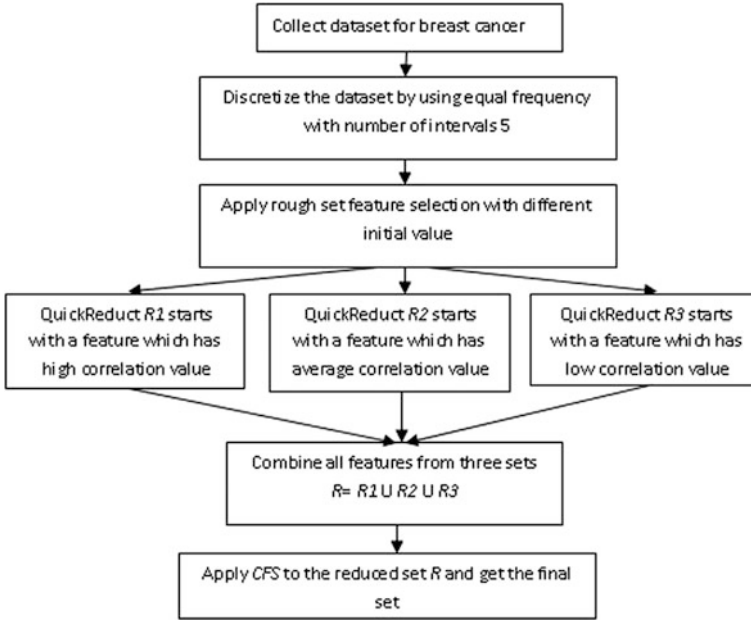 Collect dataset for breast cancer
Discretize the dataset by using equal frequency
with number of intervals 5
Apply rough set feature selection with different
initial value
QuickReduct R1 starts
with a feature which has
high correlation value
QuickReduct R2 starts
with a feature which has
average correlation value
QuickReduct R3 starts
with a feature which has
low correlation value
Combine all features from three sets
R= R1 U R2 U R3
Apply CFS to the reduced set R and get the final
set